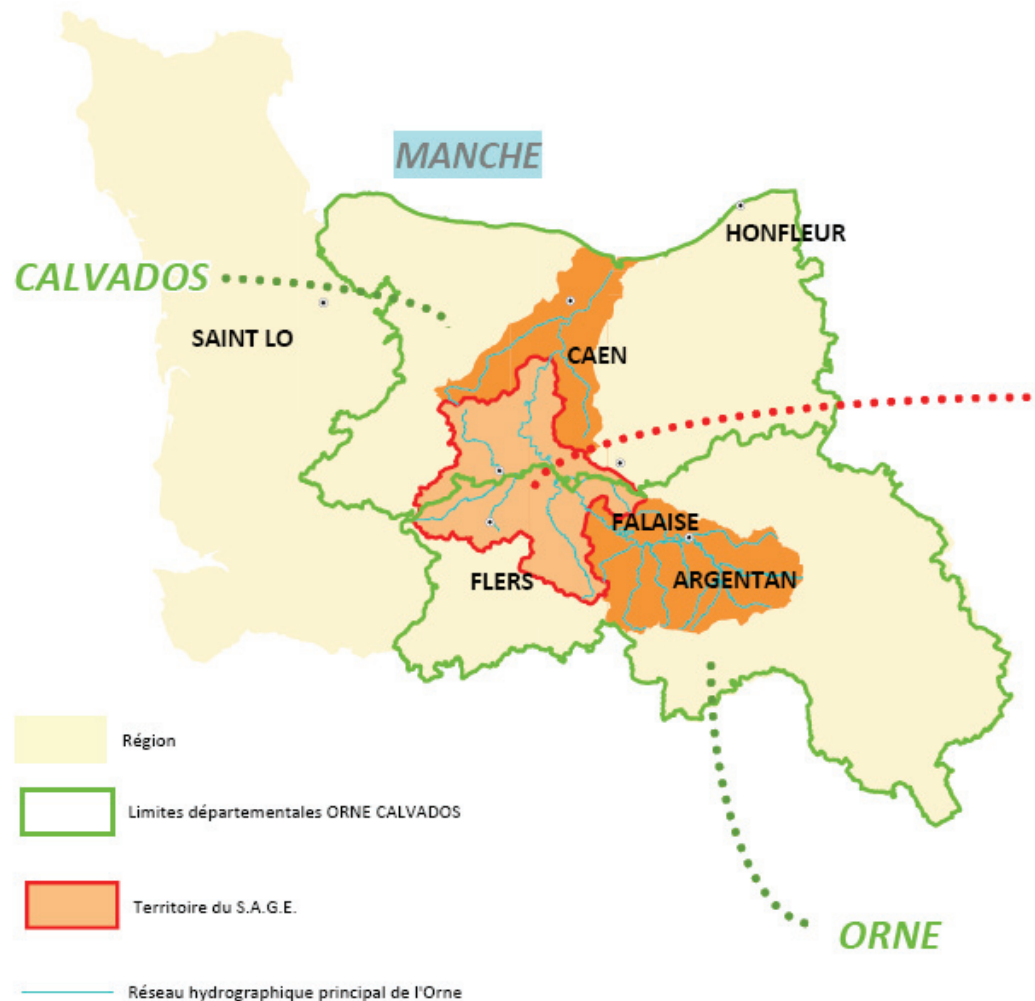 MANCHE
HONFLEUR
CALVADOS
SAINT LO
CAEN
FALAISE
FLERS
ARGENTAN
Région
Limites départementales ORNE CALVADOS
Territoire du S.A.G.E.
ORNE
Réseau hydrographique principal de l'Orne